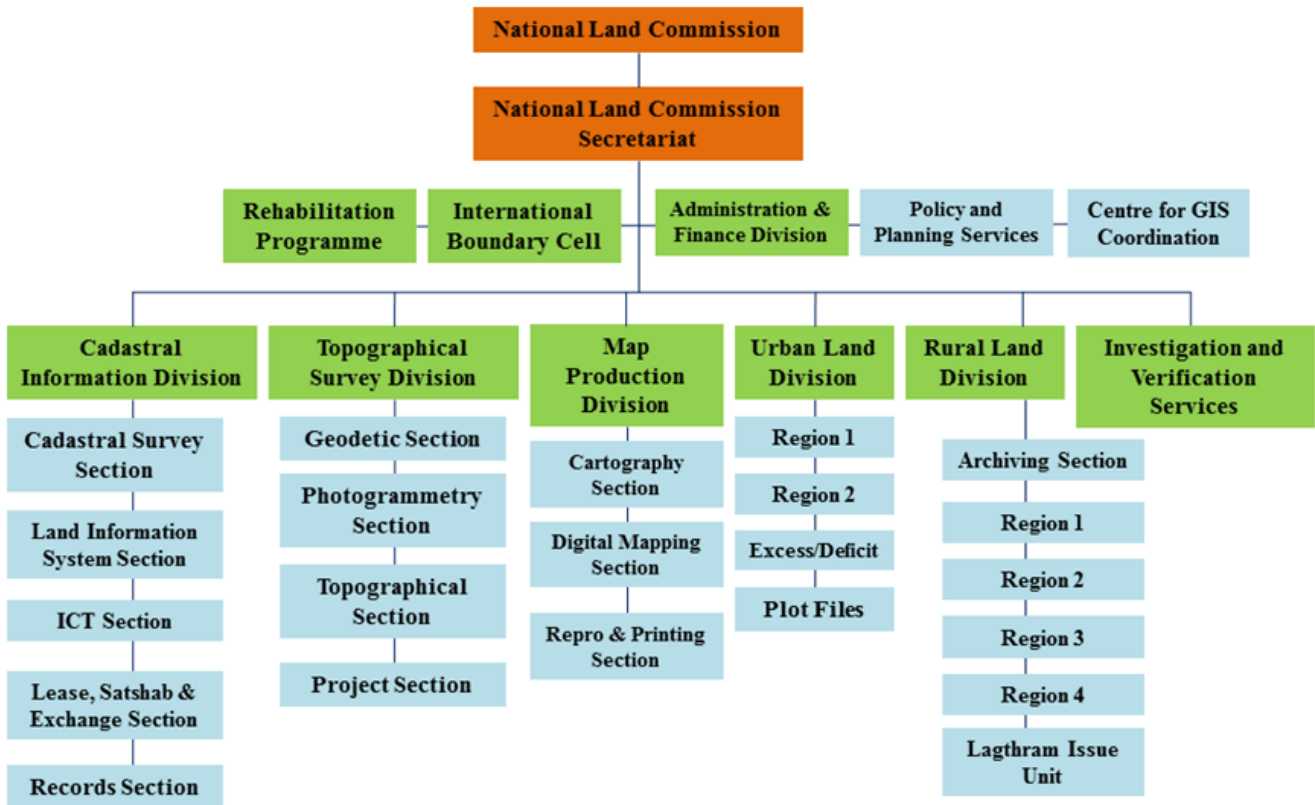 National Land Commission
National Land Commission
Secretariat
Rehabilitation
Programme
International
Boundary Cell
Administration &
Finance Division
Policy and
Planning Services
Centre for GIS
Coordination
Cadastral
Information Division
Cadastral Survey
Section
Land Information
System Section
ICT Section
Lease, Satshab &
Exchange Section
Records Section
Topographical
Survey Division
Geodetic Section
Photogrammetry
Section
Topographical
Section
Project Section
Map
Production
Division
Cartography
Section
Digital Mapping
Section
Repro & Printing
Section
Urban Land
Division
Region 1
Region 2
Excess/Deficit
Plot Files
Rural Land
Division
Archiving Section
Region 1
Region 2
Region 3
Region 4
Lagthram Issue
Unit
Investigation and
Verification
Services